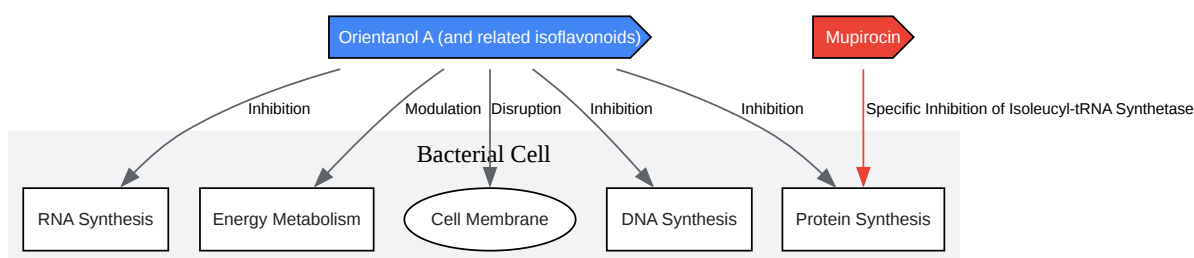 Orientanol A (and related isoflavonoids)
Mupirocin
Inhibition
Modulation
Disruption
Inhibition
Inhibition
Specific Inhibition of Isoleucyl-tRNA Synthetase
Bacterial Cell
RNA Synthesis
Energy Metabolism
Cell Membrane
DNA Synthesis
Protein Synthesis